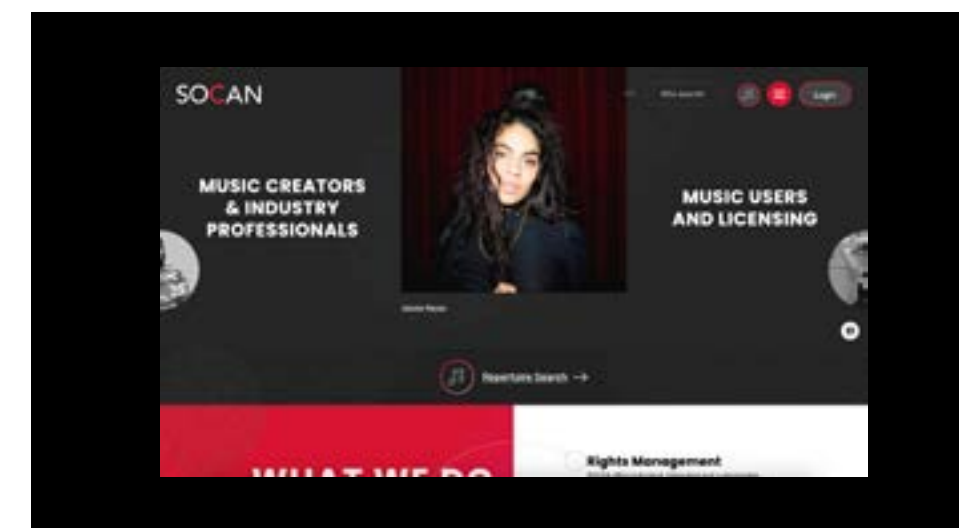 SOCAN
Login
MUSIC CREATORS
& INDUSTRY
PROFESSIONALS
MUSIC USERS
AND LICENSING
Repertoire Search →
WHAT WE DO
Rights Management